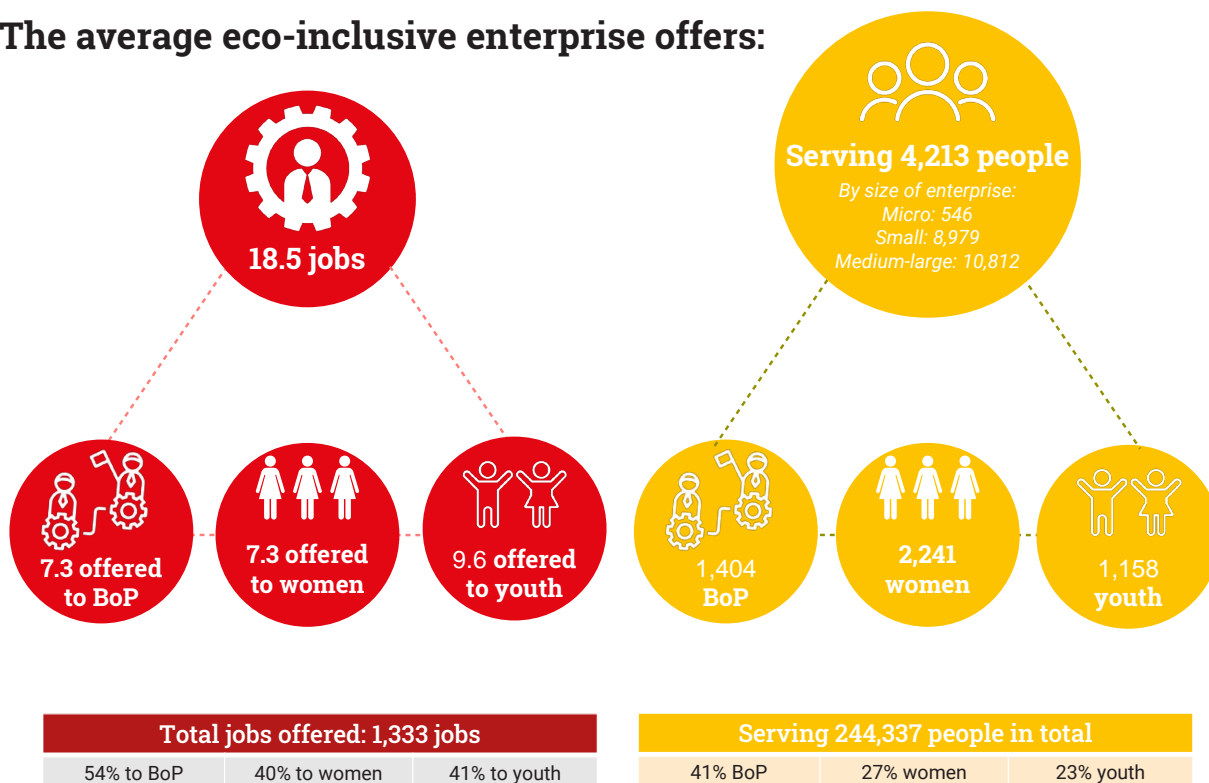 The average eco-inclusive enterprise offers:
18.5 jobs
7.3 offered
to BoP
7.3 offered
to women
9.6 offered
to youth
Serving 4,213 people
By size of enterprise:
Micro: 546
Small: 8,979
Medium-large: 10,812
1,404
BoP
2,241
women
1,158
youth
Total jobs offered: 1,333 jobs
54% to BoP
40% to women
41% to youth
Serving 244,337 people in total
41% BoP
27% women
23% youth